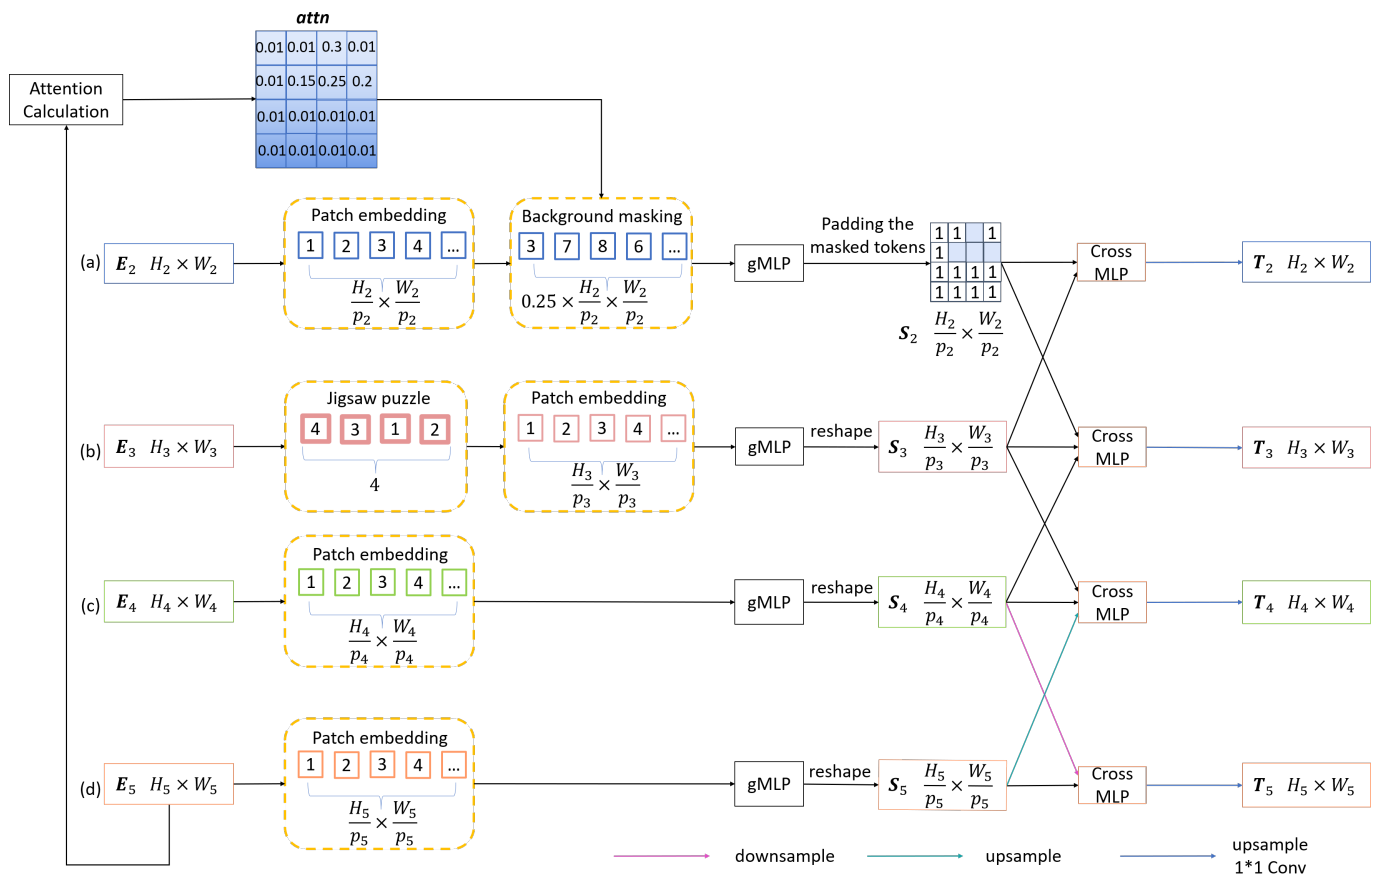 attn
0.01 0.01 0.3 0.01
0.01 0.15 0.25 0.2
0.01 0.01 0.01 0.01
0.01 0.01 0.01 0.01
Attention
Calculation
(a)
E₂ H₂ × W₂
Patch embedding
1 2 3 4 ...
H₂/p₂ × W₂/p₂
Background masking
3 7 8 6 ...
0.25 × H₂/p₂ × W₂/p₂
gMLP
Padding the
masked tokens
1 1 1
1
1 1 1 1
1 1 1 1
S₂ H₂/p₂ × W₂/p₂
Cross
MLP
T₂ H₂ × W₂
(b)
E₃ H₃ × W₃
Jigsaw puzzle
4 3 1 2
4
Patch embedding
1 2 3 4 ...
H₃/p₃ × W₃/p₃
gMLP
reshape
S₃ H₃/p₃ × W₃/p₃
Cross
MLP
T₃ H₃ × W₃
(c)
E₄ H₄ × W₄
Patch embedding
1 2 3 4 ...
H₄/p₄ × W₄/p₄
gMLP
reshape
S₄ H₄/p₄ × W₄/p₄
Cross
MLP
T₄ H₄ × W₄
(d)
E₅ H₅ × W₅
Patch embedding
1 2 3 4 ...
H₅/p₅ × W₅/p₅
gMLP
reshape
S₅ H₅/p₅ × W₅/p₅
Cross
MLP
T₅ H₅ × W₅
downsample
upsample
upsample
1*1 Conv